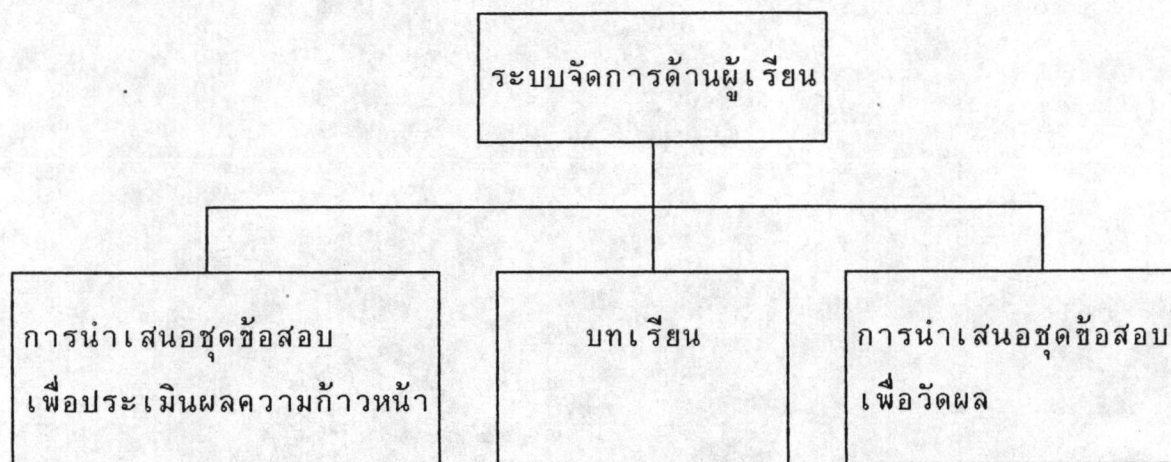 ระบบจัดการด้านผู้เรียน
การนำเสนอชุดข้อสอบ
เพื่อประเมินผลความก้าวหน้า
บทเรียน
การนำเสนอชุดข้อสอบ
เพื่อวัดผล